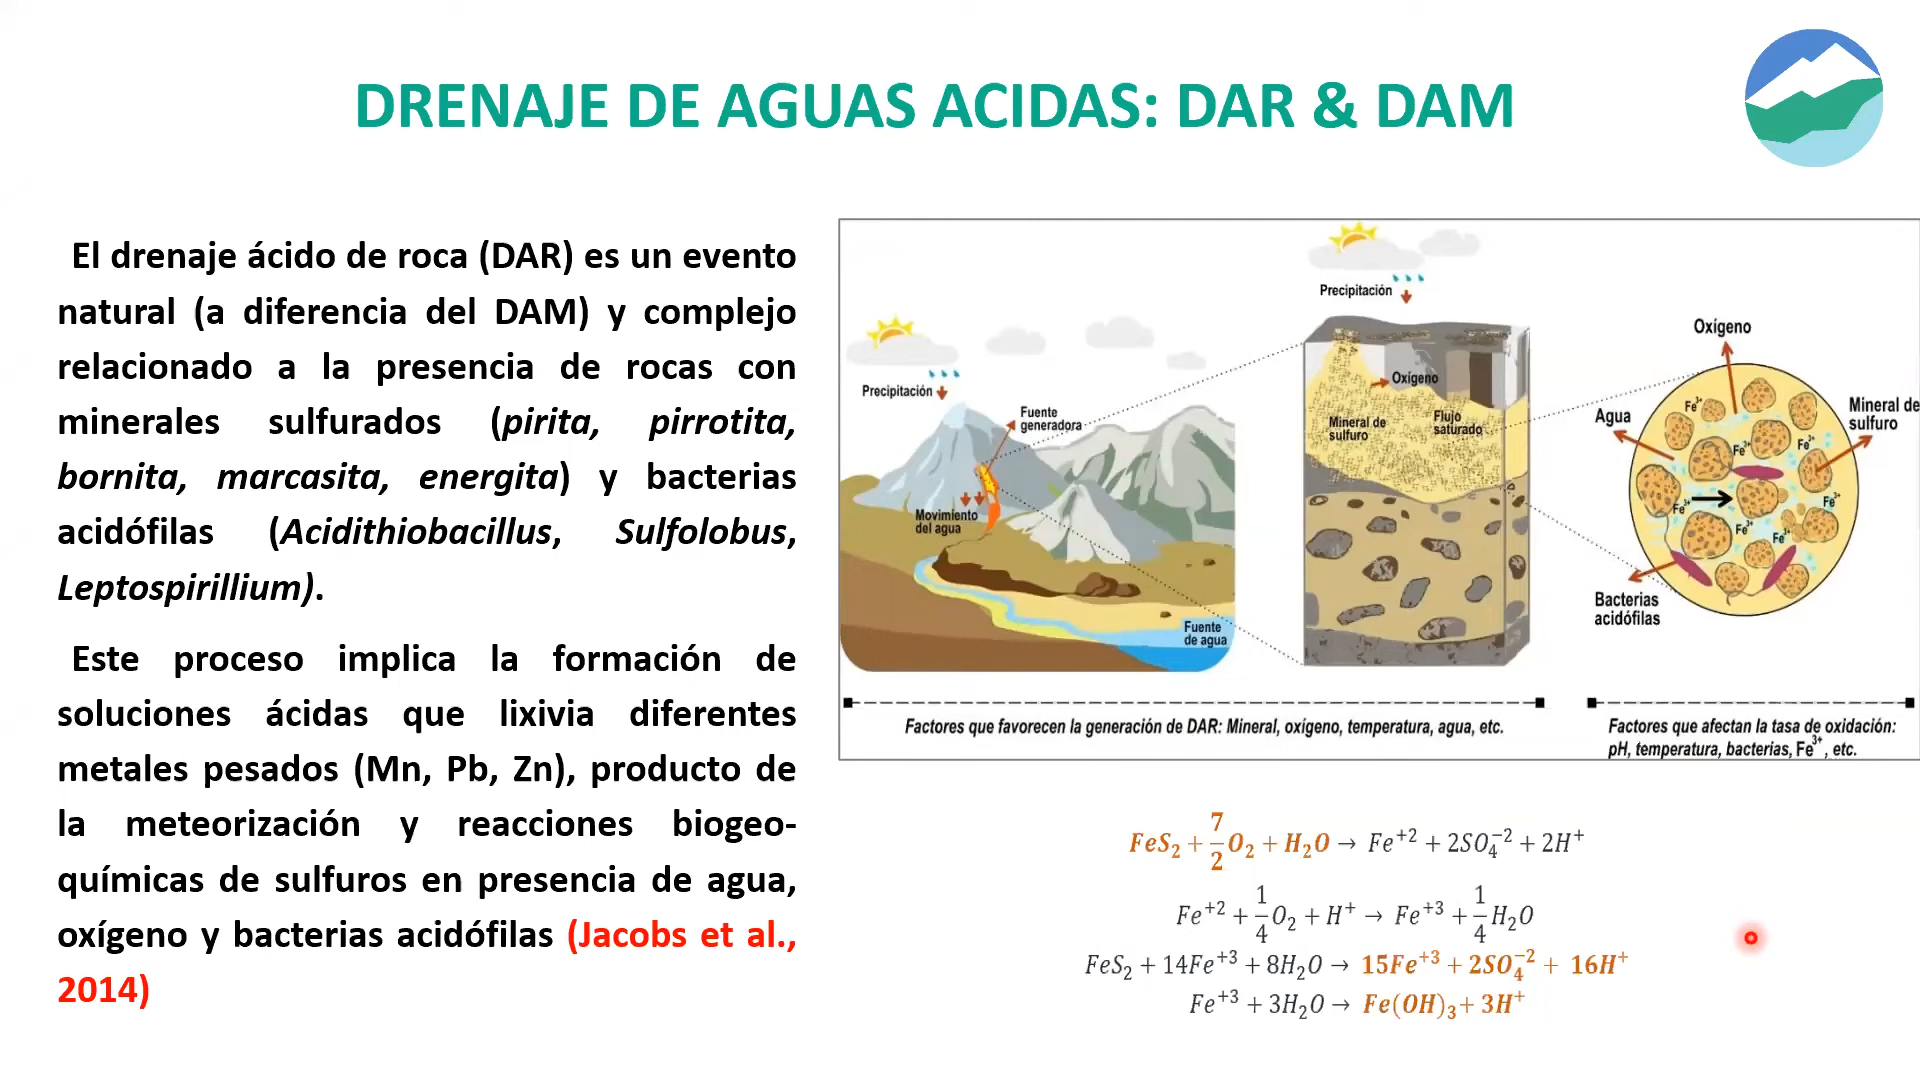 DRENAJE DE AGUAS ACIDAS: DAR & DAM
El drenaje ácido de roca (DAR) es un evento
natural (a diferencia del DAM) y complejo
relacionado a la presencia de rocas con
minerales sulfurados (pirita, pirrotita,
bornita, marcasita, energita) y bacterias
acidófilas (Acidithiobacillus, Sulfolobus,
Leptospirillium).
Este proceso implica la formación de
soluciones ácidas que lixivia diferentes
metales pesados (Mn, Pb, Zn), producto de
la meteorización y reacciones biogeo-
químicas de sulfuros en presencia de agua,
oxígeno y bacterias acidófilas (Jacobs et al.,
2014)
Precipitación
Fuente
generadora
Movimiento
del agua
Fuente
de agua
Precipitación
Oxígeno
Mineral de
sulfuro
Flujo
saturado
Oxígeno
Agua
Mineral de
sulfuro
Fe³⁺
Fe³⁺
Fe³⁺
Fe³⁺
Fe³⁺
Fe³⁺
Fe³⁺
Bacterias
acidófilas
Factores que favorecen la generación de DAR: Mineral, oxígeno, temperatura, agua, etc.
Factores que afectan la tasa de oxidación:
pH, temperatura, bacterias, Fe³⁺, etc.
FeS₂ + 7/2 O₂ + H₂O → Fe⁺² + 2SO₄⁻² + 2H⁺
Fe⁺² + 1/4 O₂ + H⁺ → Fe⁺³ + 1/4 H₂O
FeS₂ + 14Fe⁺³ + 8H₂O → 15Fe⁺³ + 2SO₄⁻² + 16H⁺
Fe⁺³ + 3H₂O → Fe(OH)₃ + 3H⁺